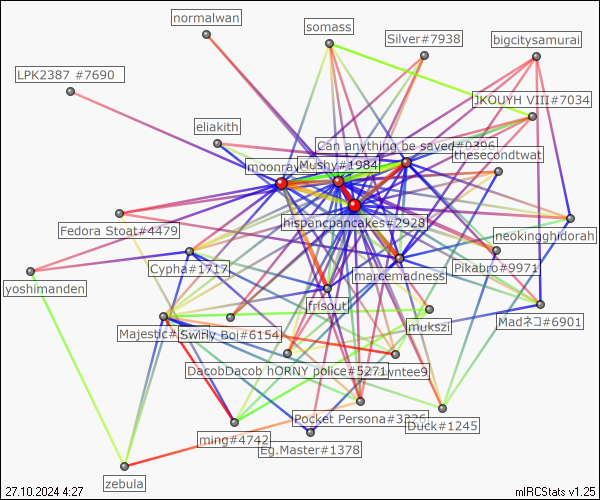 normalwan
somass
Silver#7938
bigcitysamurai
LPK2387 #7690
JKOUYH VIII#7034
eliakith
Can anything be saved#0396
thesecondtwat
moonray
Mushy#1984
hispancpancakes#2928
Fedora Stoat#4479
neokingghidorah
Cypha#1717
marcemadness
Pikabro#9971
yoshimanden
frisout
Majestic#
Swirly Boi#6154
mukszi
Madネコ#6901
DacobDacob hORNY police#5271
wntee9
Pocket Persona#3326
Duck#1245
ming#4742
Eg.Master#1378
zebula
27.10.2024 4:27
mIRCStats v1.25